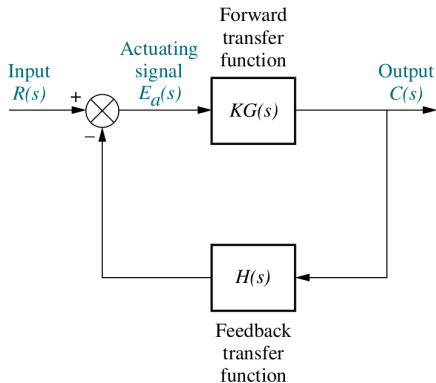 Forward
transfer
function
Actuating
signal
Eₐ(s)
Input
R(s)
Output
C(s)
+
−
KG(s)
H(s)
Feedback
transfer
function